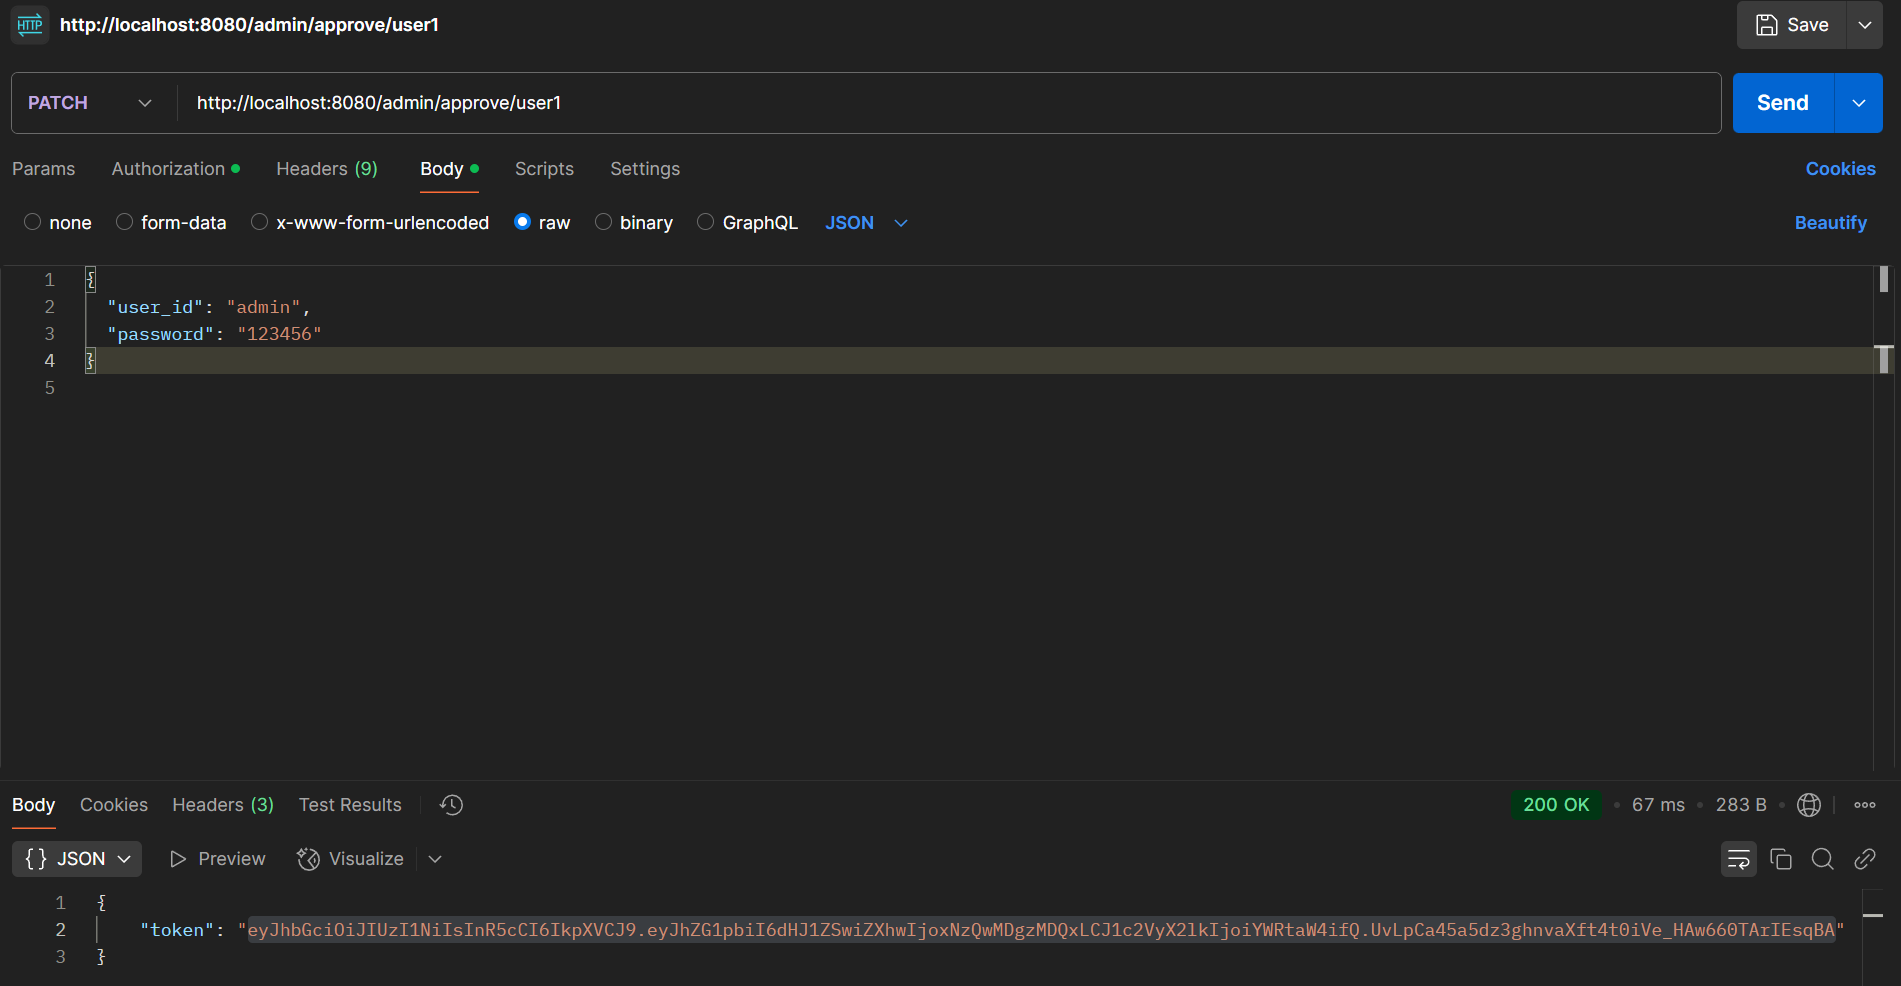 HTTP http://localhost:8080/admin/approve/user1 Save
PATCH http://localhost:8080/admin/approve/user1 Send
Params Authorization Headers (9) Body Scripts Settings Cookies
none form-data x-www-form-urlencoded raw binary GraphQL JSON Beautify
1 {
2 "user_id": "admin",
3 "password": "123456"
4 }
5
Body Cookies Headers (3) Test Results 200 OK • 67 ms • 283 B •
{} JSON Preview Visualize
1 {
2 "token": "eyJhbGciOiJIUzI1NiIsInR5cCI6IkpXVCJ9.eyJhZG1pbiI6dHJ1ZSwiZXhwIjoxNzQwMDgzMDQxLCJ1c2VyX2lkIjoiYWRtaW4ifQ.UvLpCa45a5dz3ghnvaXft4t0iVe_HAw660TArIEsqBA"
3 }